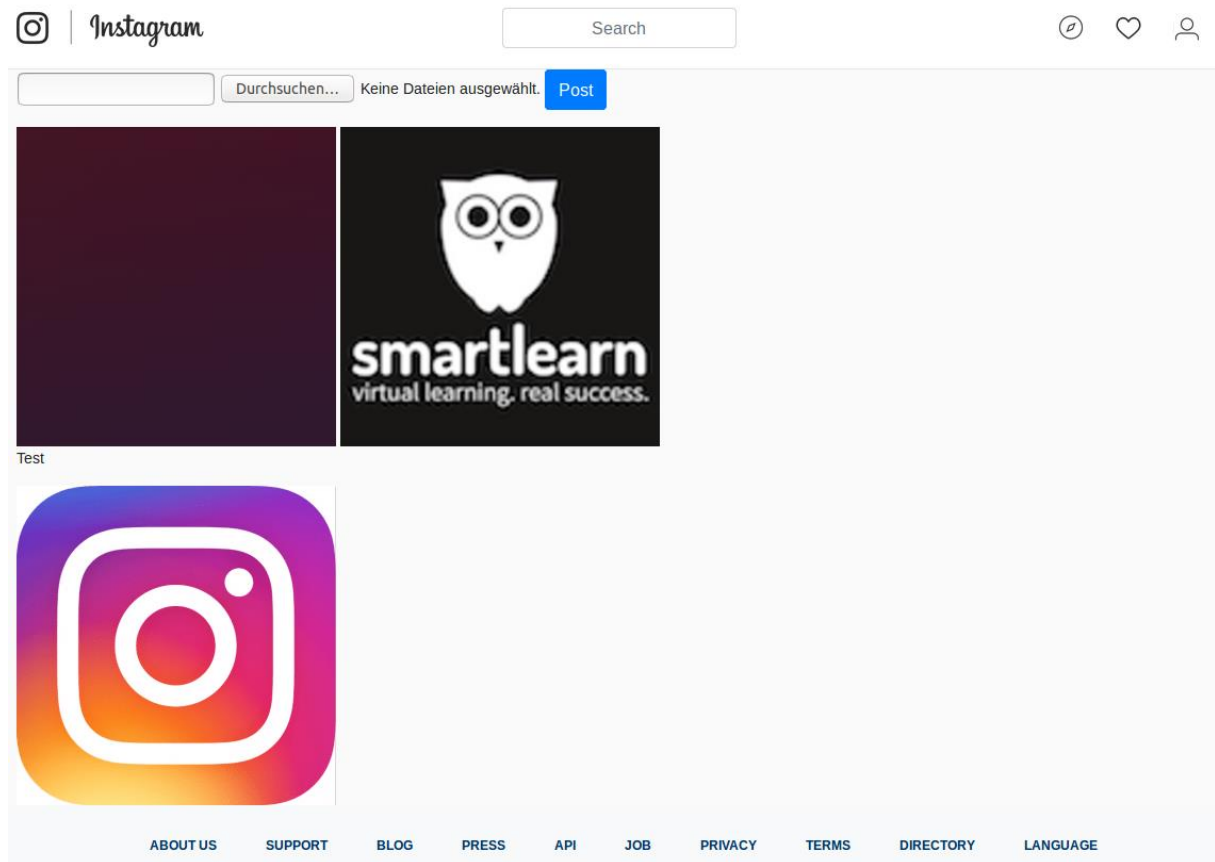 Instagram Search
Durchsuchen... Keine Dateien ausgewählt. Post
smartlearn
virtual learning. real success.
Test
ABOUT US SUPPORT BLOG PRESS API JOB PRIVACY TERMS DIRECTORY LANGUAGE